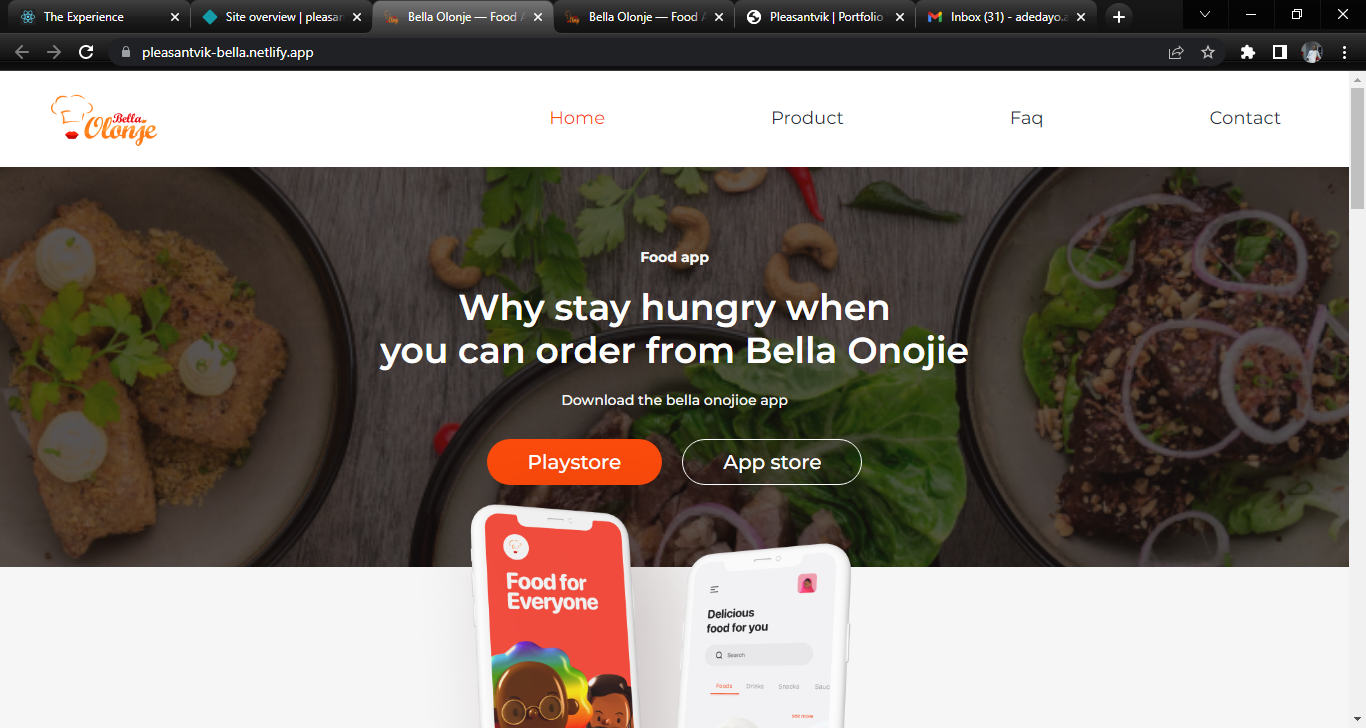 The Experience
Site overview | pleasan
Bella Olonje — Food A
Bella Olonje — Food A
Pleasantvik | Portfolio
Inbox (31) - adedayo.a
pleasantvik-bella.netlify.app
Bella
Olonje
Home
Product
Faq
Contact
Food app
Why stay hungry when
you can order from Bella Onojie
Download the bella onojioe app
Playstore
App store
Food for
Everyone
Delicious
food for you
Search
Foods
Drinks
Snacks
Sauc
see more